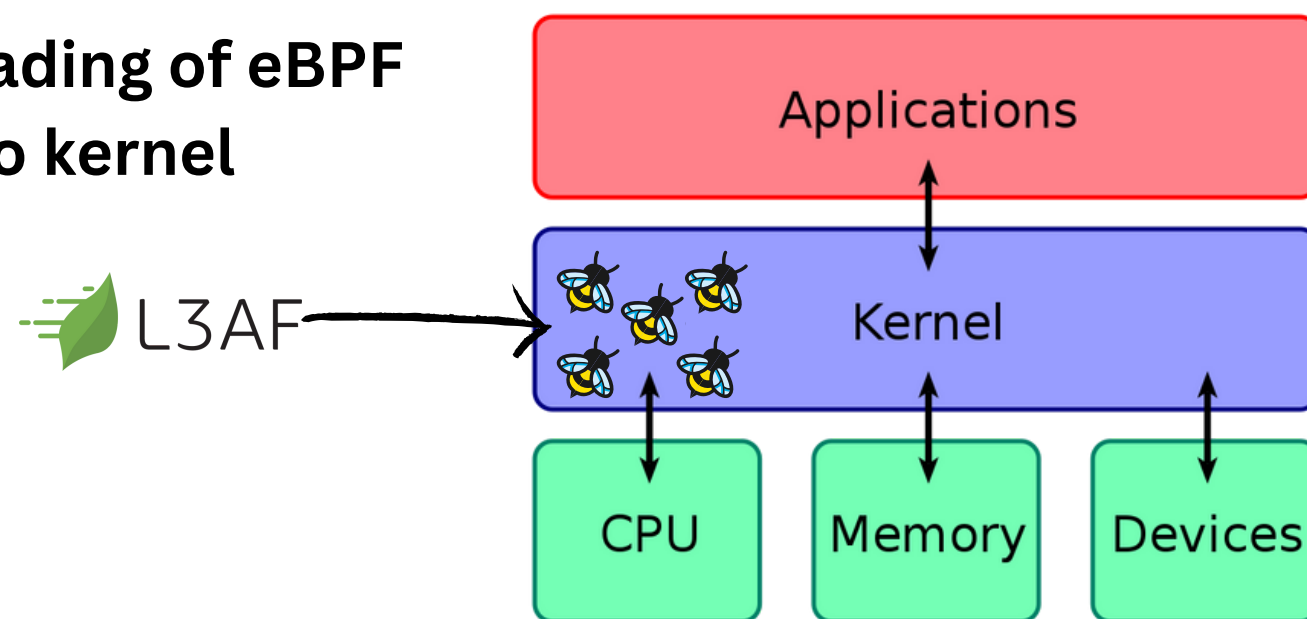 ading of eBPF
o kernel
L3AF
Applications
Kernel
CPU
Memory
Devices